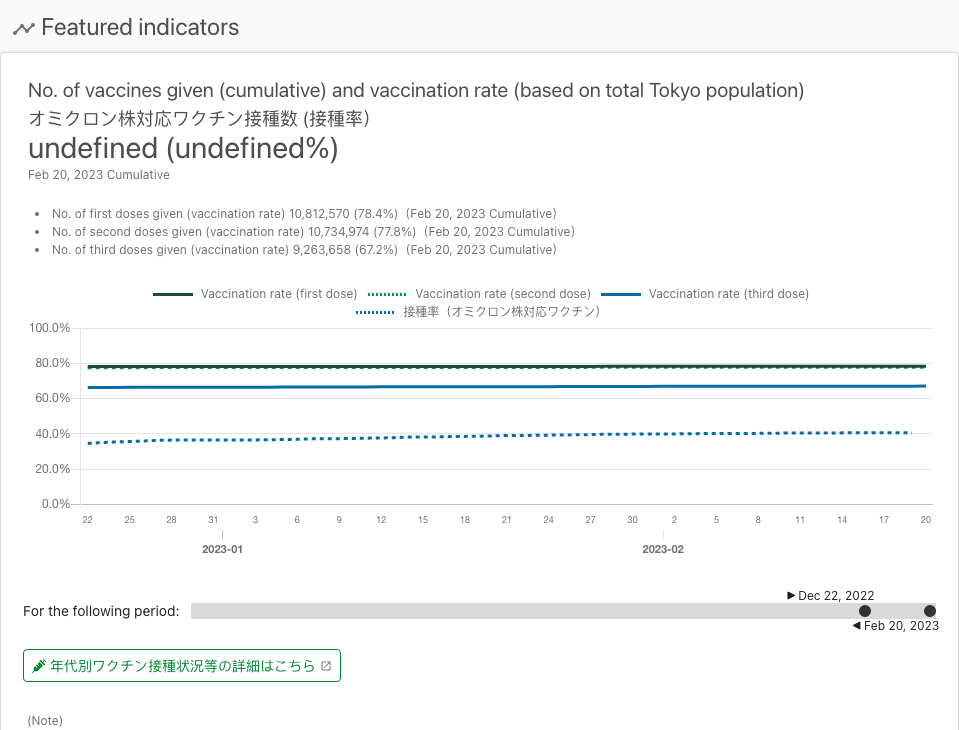 Featured indicators
No. of vaccines given (cumulative) and vaccination rate (based on total Tokyo population)
オミクロン株対応ワクチン接種数 (接種率）
undefined (undefined%)
Feb 20, 2023 Cumulative
• No. of first doses given (vaccination rate) 10,812,570 (78.4%)（Feb 20, 2023 Cumulative）
• No. of second doses given (vaccination rate) 10,734,974 (77.8%)（Feb 20, 2023 Cumulative）
• No. of third doses given (vaccination rate) 9,263,658 (67.2%)（Feb 20, 2023 Cumulative）
Vaccination rate (first dose) Vaccination rate (second dose) Vaccination rate (third dose)
接種率（オミクロン株対応ワクチン）
100.0%
80.0%
60.0%
40.0%
20.0%
0.0%
22 25 28 31 3 6 9 12 15 18 21 24 27 30 2 5 8 11 14 17 20
2023-01 2023-02
▶ Dec 22, 2022
For the following period:
◀ Feb 20, 2023
年代別ワクチン接種状況等の詳細はこちら
(Note)